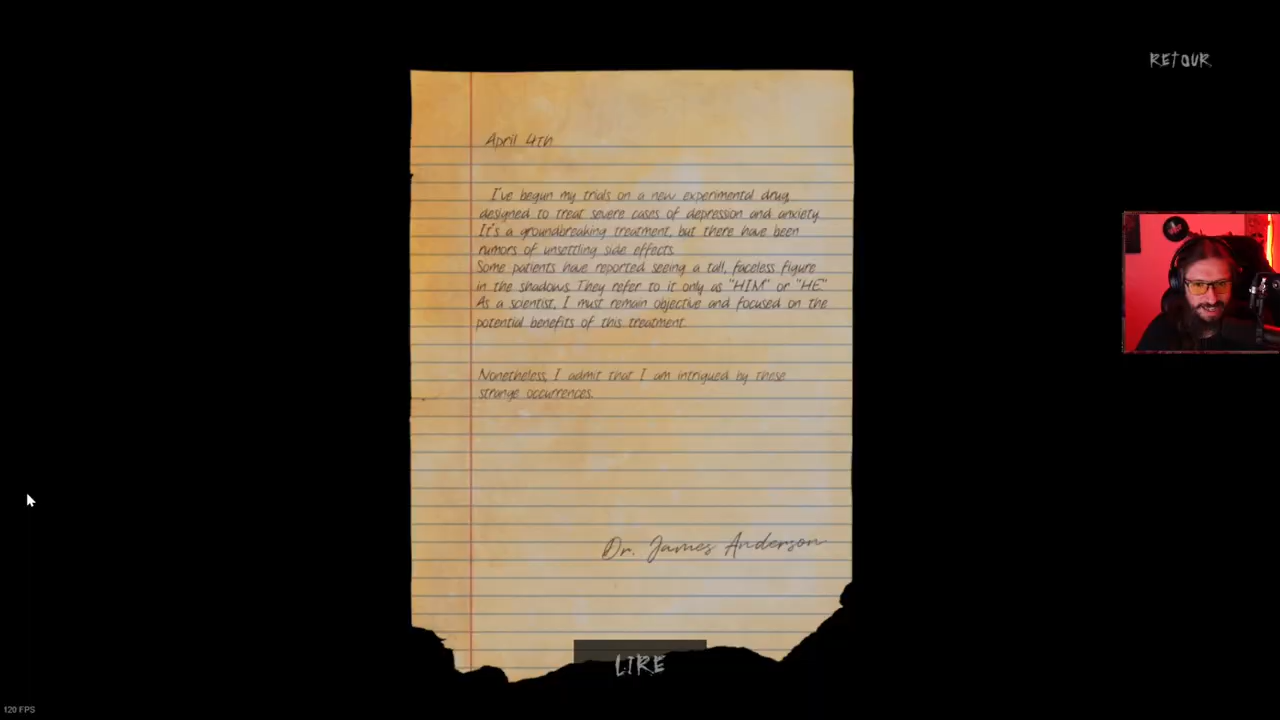 RETOUR
April 4th
I've begun my trials on a new experimental drug,
designed to treat severe cases of depression and anxiety.
It's a groundbreaking treatment, but there have been
rumors of unsettling side effects.
Some patients have reported seeing a tall, faceless figure
in the shadows. They refer to it only as "HIM" or "HE"
As a scientist, I must remain objective and focused on the
potential benefits of this treatment.
Nonetheless, I admit that I am intrigued by these
strange occurrences.
Dr. James Anderson
LIRE
120 FPS